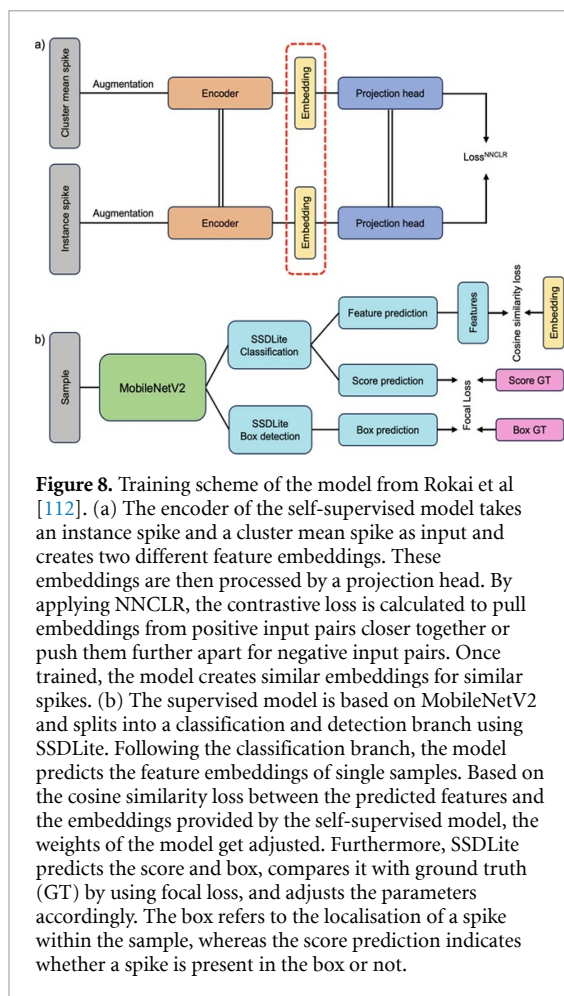 a)
Cluster mean spike
Augmentation
Encoder
Embedding
Projection head
Loss^NNCLR
Instance spike
Augmentation
Encoder
Embedding
Projection head
b)
Sample
MobileNetV2
SSDLite
Classification
SSDLite
Box detection
Feature prediction
Features
Cosine similarity loss
Embedding
Score prediction
Focal Loss
Score GT
Box prediction
Box GT
Figure 8. Training scheme of the model from Rokai et al
[112]. (a) The encoder of the self-supervised model takes
an instance spike and a cluster mean spike as input and
creates two different feature embeddings. These
embeddings are then processed by a projection head. By
applying NNCLR, the contrastive loss is calculated to pull
embeddings from positive input pairs closer together or
push them further apart for negative input pairs. Once
trained, the model creates similar embeddings for similar
spikes. (b) The supervised model is based on MobileNetV2
and splits into a classification and detection branch using
SSDLite. Following the classification branch, the model
predicts the feature embeddings of single samples. Based on
the cosine similarity loss between the predicted features and
the embeddings provided by the self-supervised model, the
weights of the model get adjusted. Furthermore, SSDLite
predicts the score and box, compares it with ground truth
(GT) by using focal loss, and adjusts the parameters
accordingly. The box refers to the localisation of a spike
within the sample, whereas the score prediction indicates
whether a spike is present in the box or not.